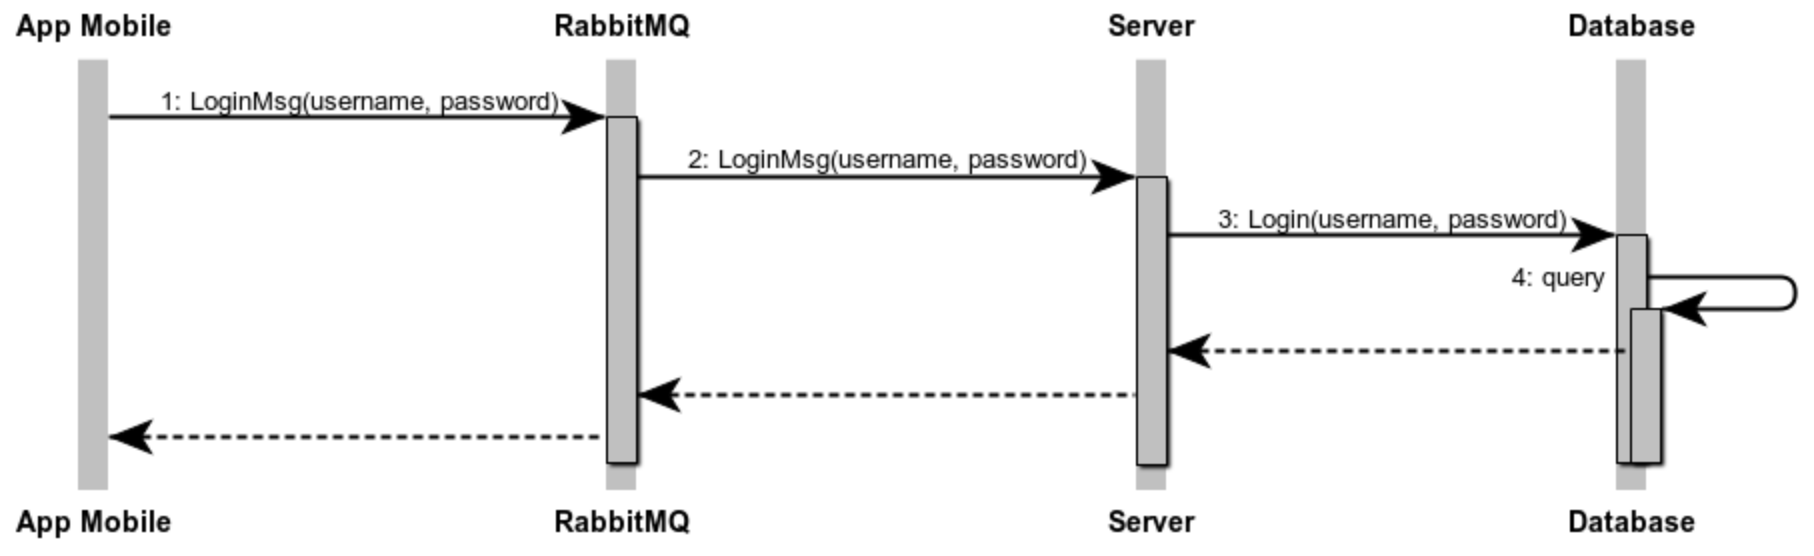 App Mobile
RabbitMQ
Server
Database
1: LoginMsg(username, password)
2: LoginMsg(username, password)
3: Login(username, password)
4: query
App Mobile
RabbitMQ
Server
Database